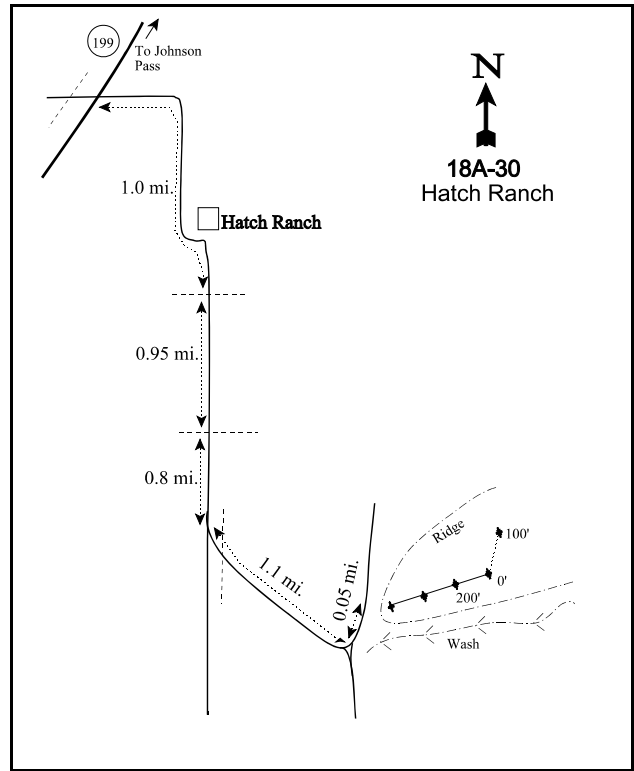 199
To Johnson
Pass
N
18A-30
Hatch Ranch
1.0 mi.
Hatch Ranch
0.95 mi.
0.8 mi.
1.1 mi.
0.05 mi.
Ridge
100'
0'
200'
Wash